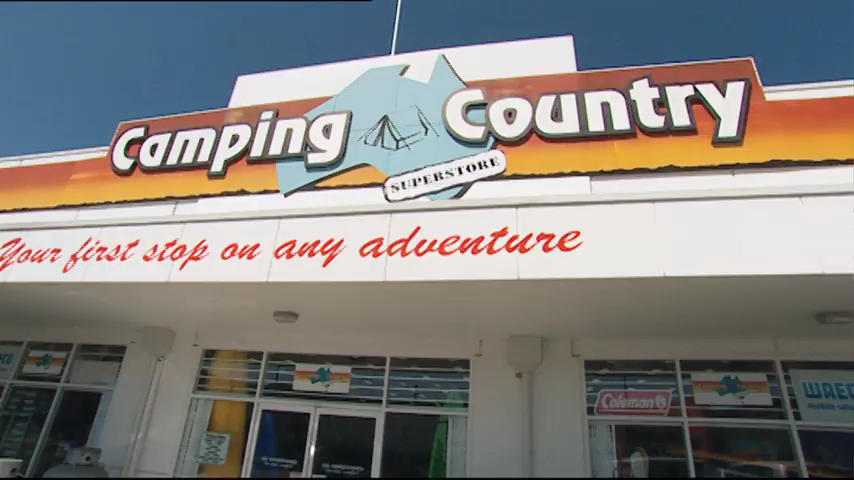 Camping Country
SUPERSTORE
Your first stop on any adventure
Coleman
WAECO